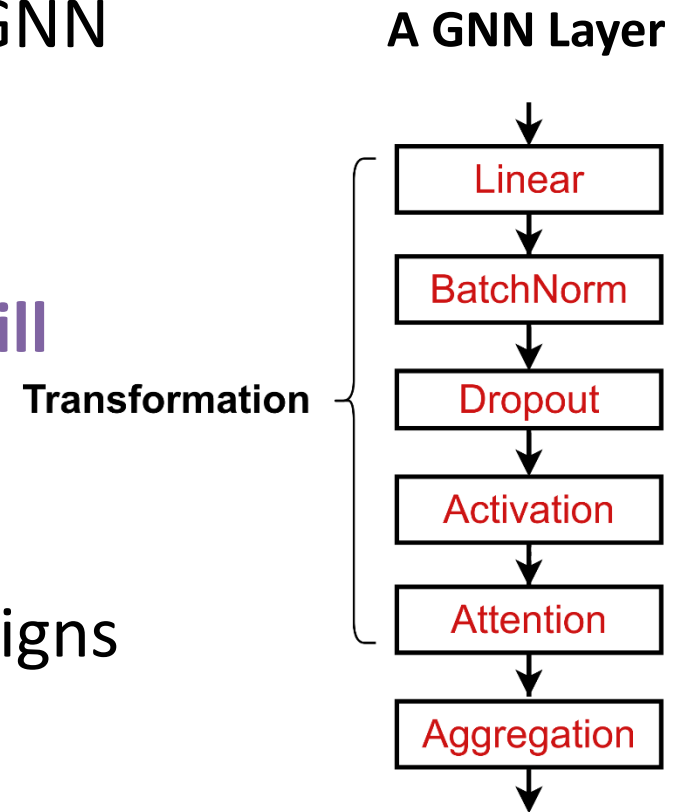 GNN
A GNN Layer
Linear
BatchNorm
ill
Transformation
Dropout
Activation
igns
Attention
Aggregation